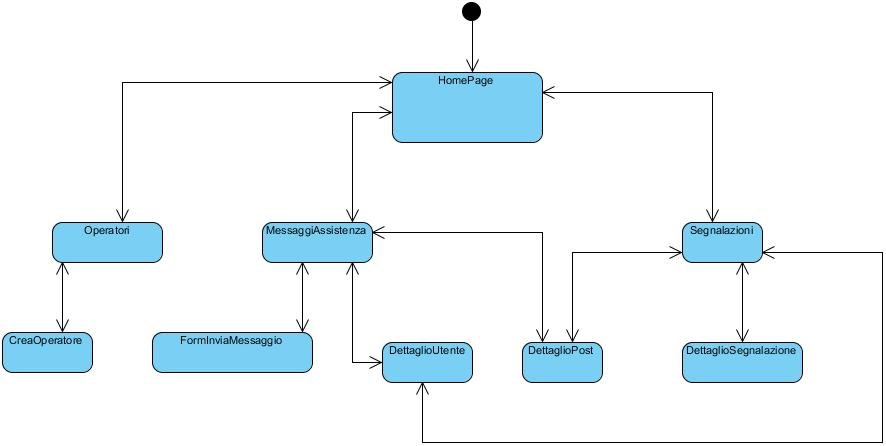 HomePage
Operatori
MessaggiAssistenza
Segnalazioni
CreaOperatore
FormInviaMessaggio
DettaglioUtente
DettaglioPost
DettaglioSegnalazione